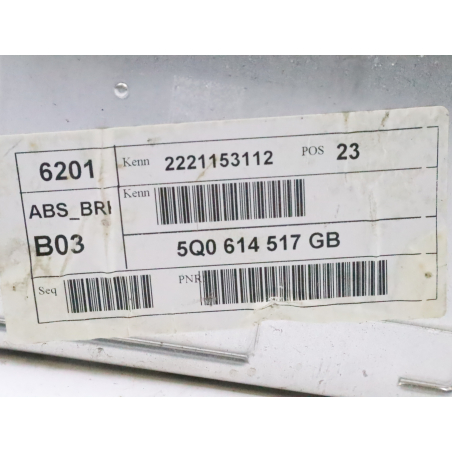 6201 Kenn 2221153112 POS 23
ABS_BRI Kenn
B03 5Q0 614 517 GB
Seq PNR